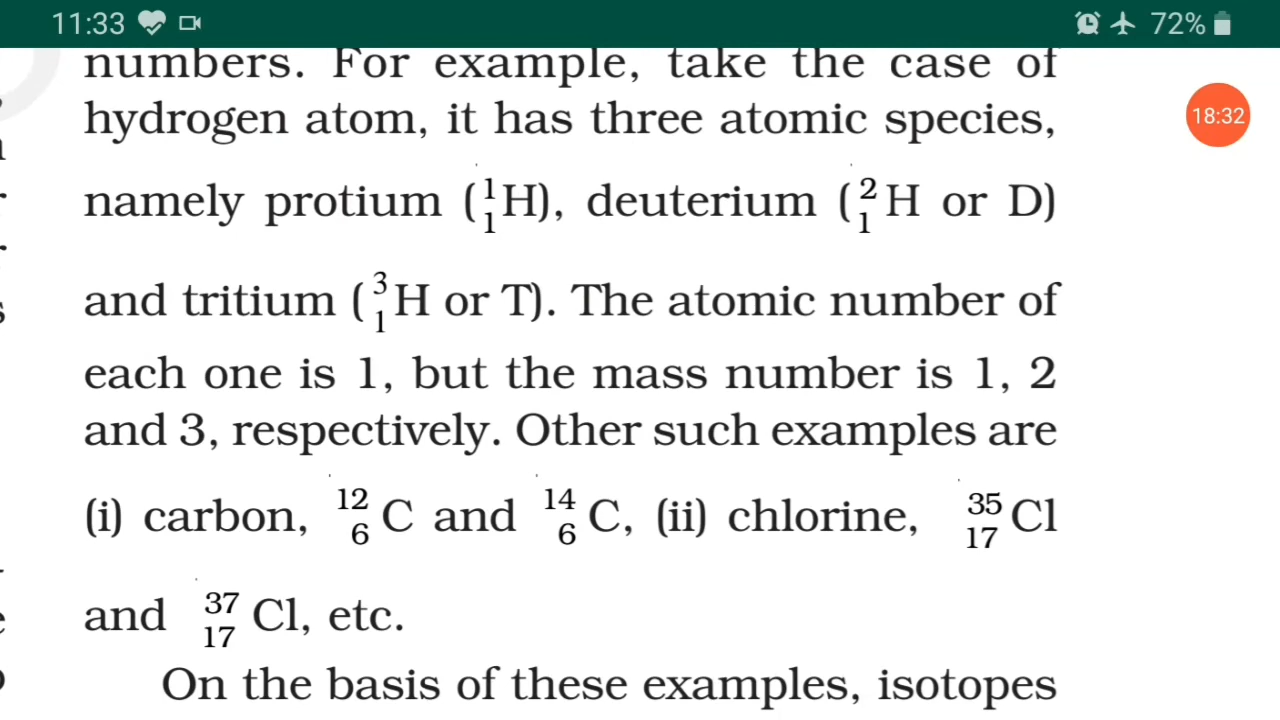 11:33
72%
18:32
numbers. For example, take the case of
hydrogen atom, it has three atomic species,
namely protium (¹₁H), deuterium (²₁H or D)
and tritium (³₁H or T). The atomic number of
each one is 1, but the mass number is 1, 2
and 3, respectively. Other such examples are
(i) carbon, ¹²₆C and ¹⁴₆C, (ii) chlorine, ³⁵₁₇Cl
and ³⁷₁₇Cl, etc.
On the basis of these examples, isotopes